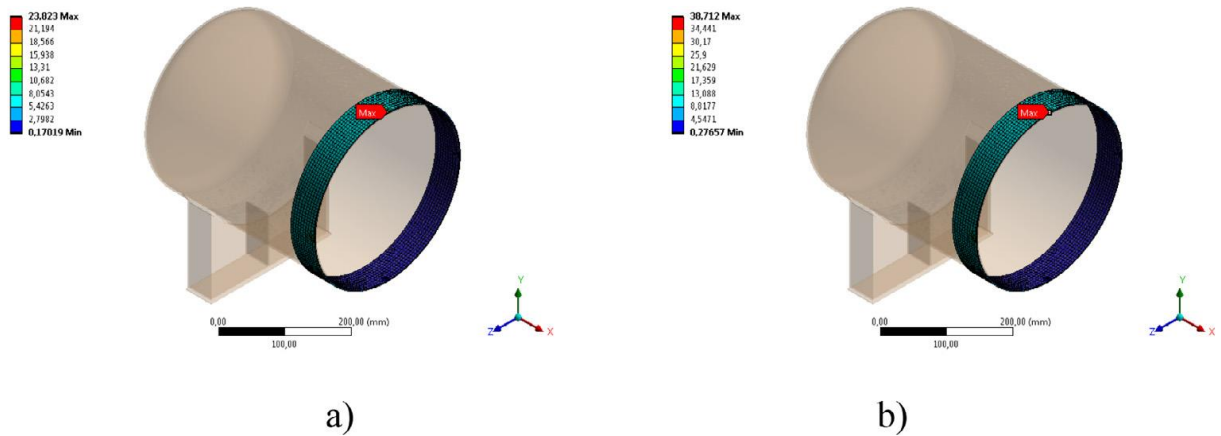 23,823 Max
21,194
18,566
15,938
13,31
10,682
8,0543
5,4263
2,7982
0,17019 Min
Max
0,00
200,00 (mm)
100,00
Y
Z
X
a)
38,712 Max
34,441
30,17
25,9
21,629
17,359
13,088
8,8177
4,5471
0,27657 Min
Max
0,00
200,00 (mm)
100,00
Y
Z
X
b)